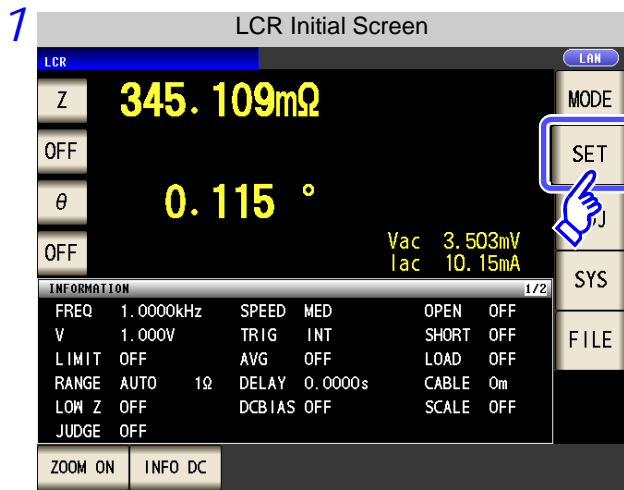 1
LCR Initial Screen
LCR
LAN
Z
345.109mΩ
MODE
OFF
SET
θ
0.115 °
OFF
Vac 3.503mV
Iac 10.15mA
SYS
INFORMATION 1/2
FREQ 1.0000kHz SPEED MED OPEN OFF
V 1.000V TRIG INT SHORT OFF
FILE
LIMIT OFF AVG OFF LOAD OFF
RANGE AUTO 1Ω DELAY 0.0000s CABLE 0m
LOW Z OFF DCBIAS OFF SCALE OFF
JUDGE OFF
ZOOM ON INFO DC